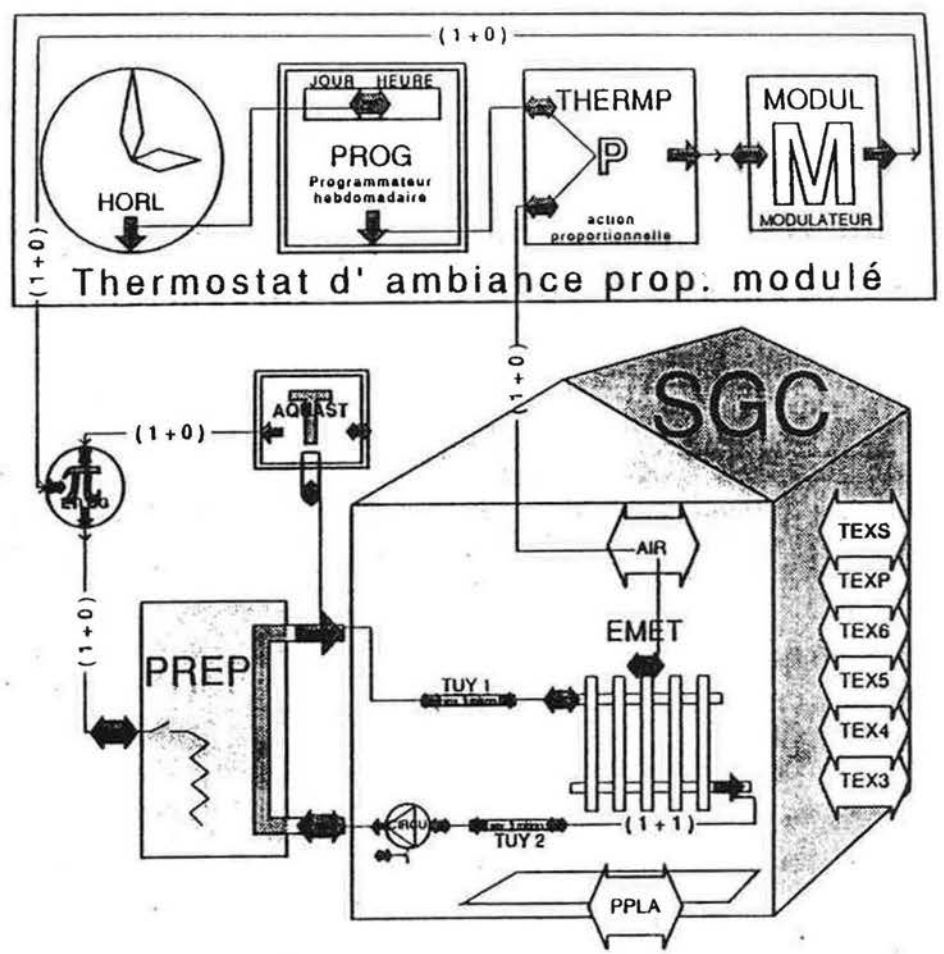 (1+0)
JOUR HEURE
THERMP
MODUL
PROG
P
M
Programmateur
hebdomadaire
HORL
action
proportionnelle
MODULATEUR
(1+0)
Thermostat d' ambiance prop. modulé
(1+0)
SGC
AQUAST
T
(1+0)
π
TEXS
AIR
TEXP
(1+0)
EMET
TEX6
PREP
TUY 1
TEX5
TEX4
TEX3
CIRCU
(1+1)
TUY 2
PPLA